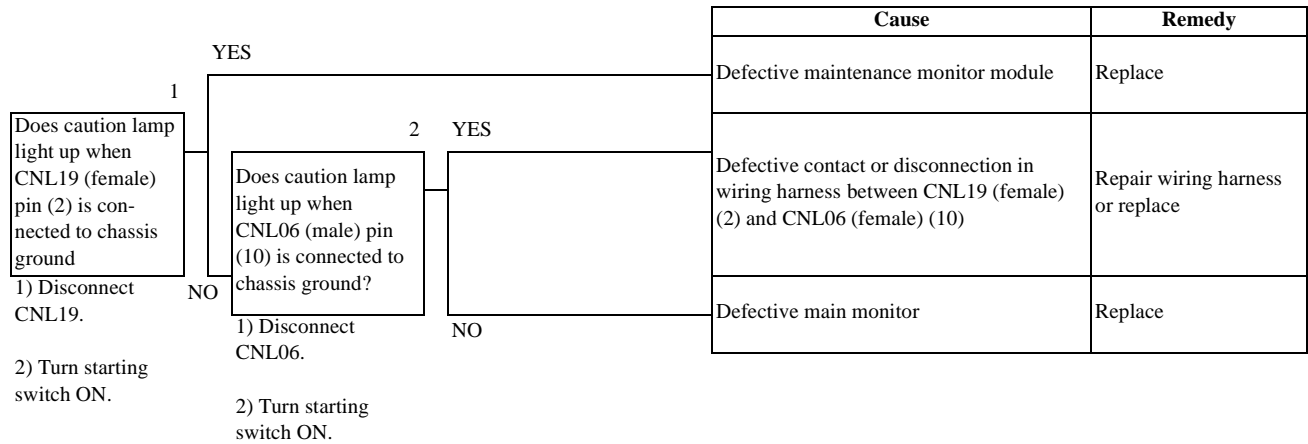 Cause Remedy
YES
Defective maintenance monitor module Replace
1
Does caution lamp
light up when
CNL19 (female)
pin (2) is con-
nected to chassis
ground
1) Disconnect
CNL19.
2) Turn starting
switch ON.
NO
2 YES
Does caution lamp
light up when
CNL06 (male) pin
(10) is connected to
chassis ground?
1) Disconnect
CNL06.
2) Turn starting
switch ON.
Defective contact or disconnection in
wiring harness between CNL19 (female)
(2) and CNL06 (female) (10)
Repair wiring harness
or replace
NO
Defective main monitor Replace